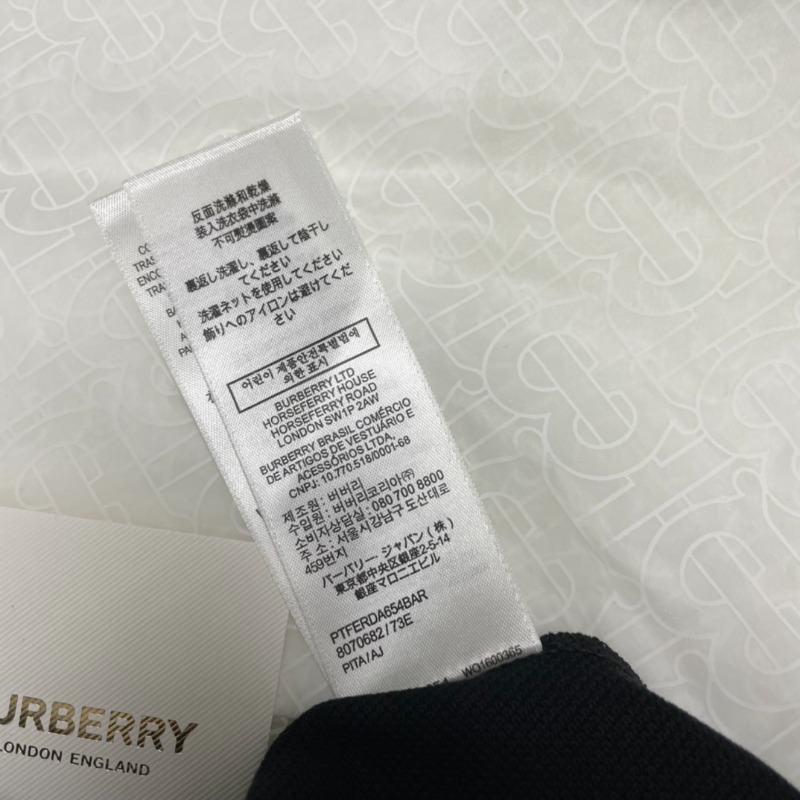 反面洗滌和乾燥
装入洗衣袋中洗滌
不可熨燙圖案
裏返し洗濯し、裏返して陰干し
てください
洗濯ネットを使用してください
飾りへのアイロンは避けてくだ
さい
어린이 제품안전특별법에
의한 표시
BURBERRY LTD
HORSEFERRY HOUSE
HORSEFERRY ROAD
LONDON SW1P 2AW
BURBERRY BRASIL COMÉRCIO
DE ARTIGOS DE VESTUÁRIO E
ACESSÓRIOS LTDA.
CNPJ: 10.770.518/0001-68
제조원 : 버버리
수입원 : 버버리코리아㈜
소비자상담실 : 080 700 8800
주 소 : 서울시강남구 도산대로
459번지
バーバリー・ジャパン(株)
東京都中央区銀座2-5-14
銀座マロニエビル
PTFERDA654BAR
8070682/73E
PITA/AJ
WO1600365
URBERRY
LONDON ENGLAND